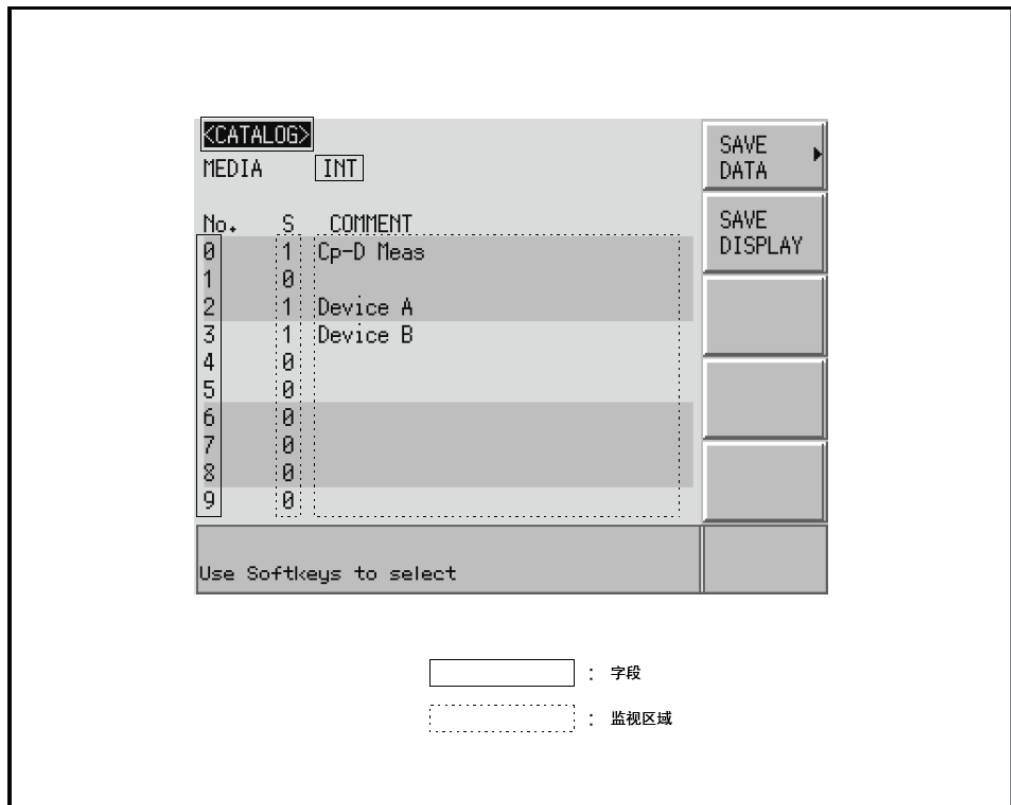 <CATALOG>
MEDIA INT
No. S COMMENT
0 1 Cp-D Meas
1 0
2 1 Device A
3 1 Device B
4 0
5 0
6 0
7 0
8 0
9 0
SAVE
DATA
SAVE
DISPLAY
Use Softkeys to select
: 字段
: 监视区域